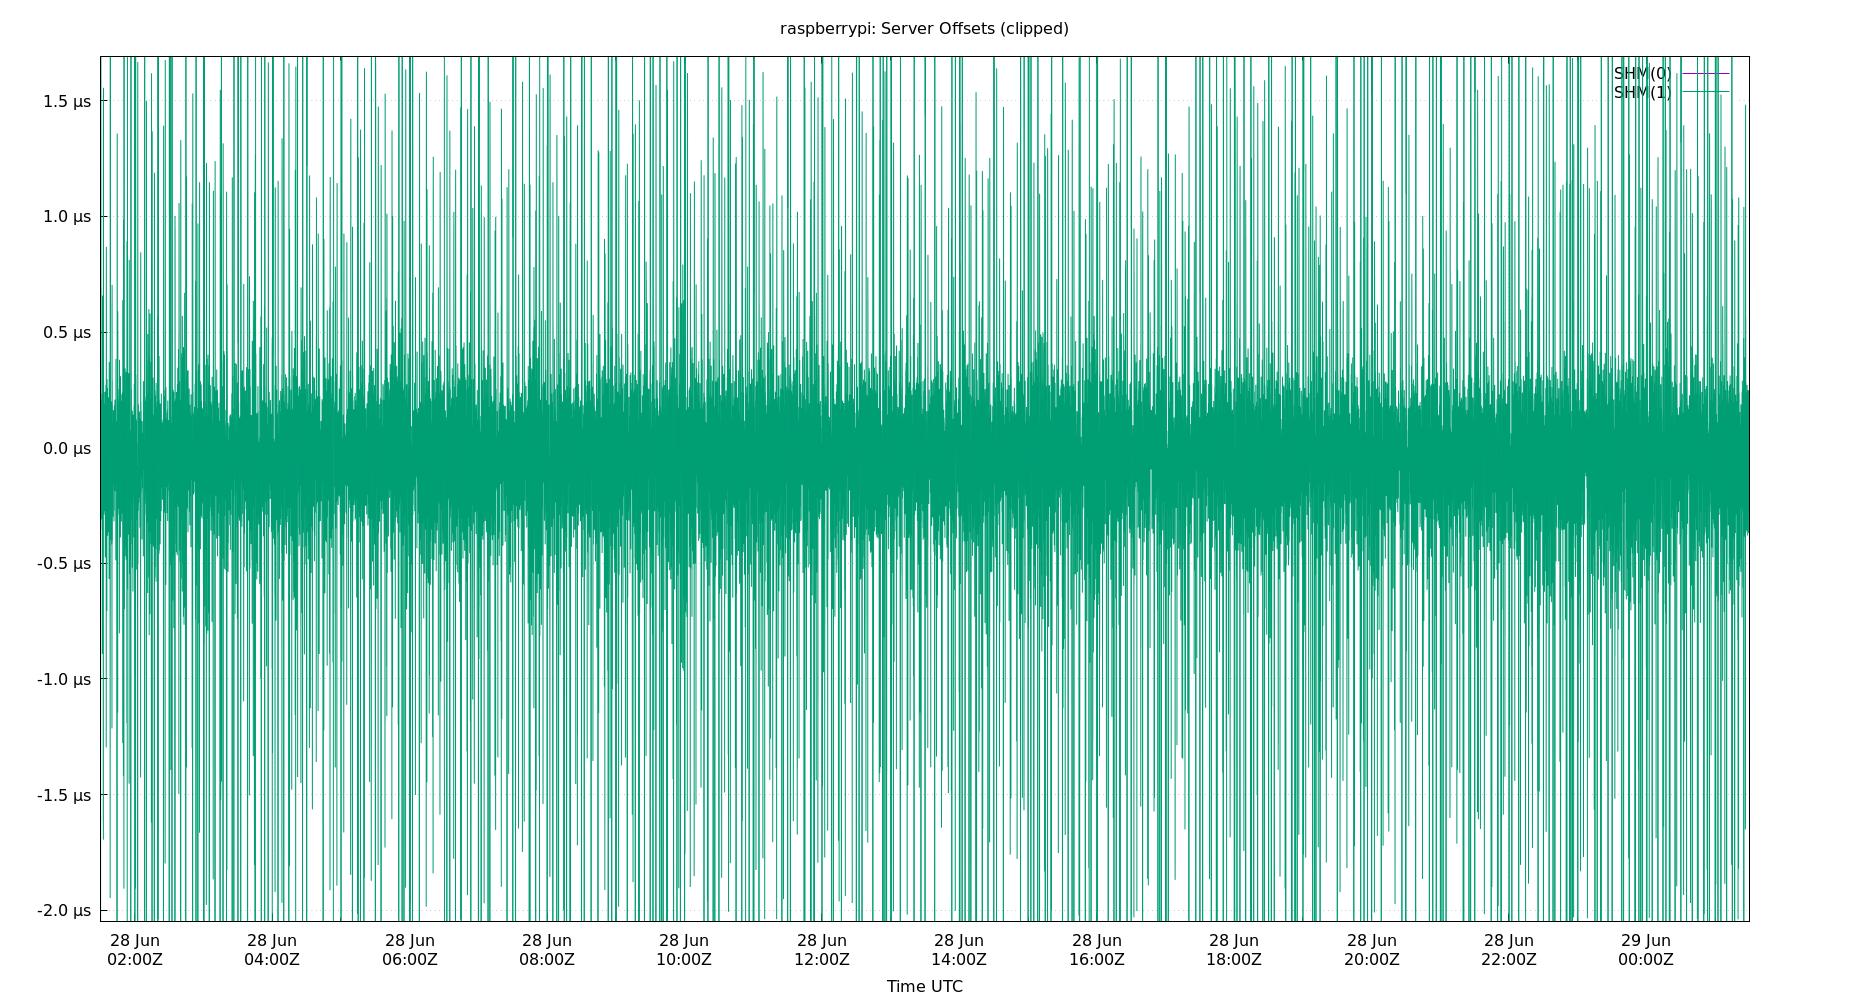 raspberrypi: Server Offsets (clipped)
SHM(0)
SHM(1)
1.5 µs
1.0 µs
0.5 µs
0.0 µs
-0.5 µs
-1.0 µs
-1.5 µs
-2.0 µs
28 Jun 28 Jun 28 Jun 28 Jun 28 Jun 28 Jun 28 Jun 28 Jun 28 Jun 28 Jun 28 Jun 29 Jun
02:00Z 04:00Z 06:00Z 08:00Z 10:00Z 12:00Z 14:00Z 16:00Z 18:00Z 20:00Z 22:00Z 00:00Z
Time UTC